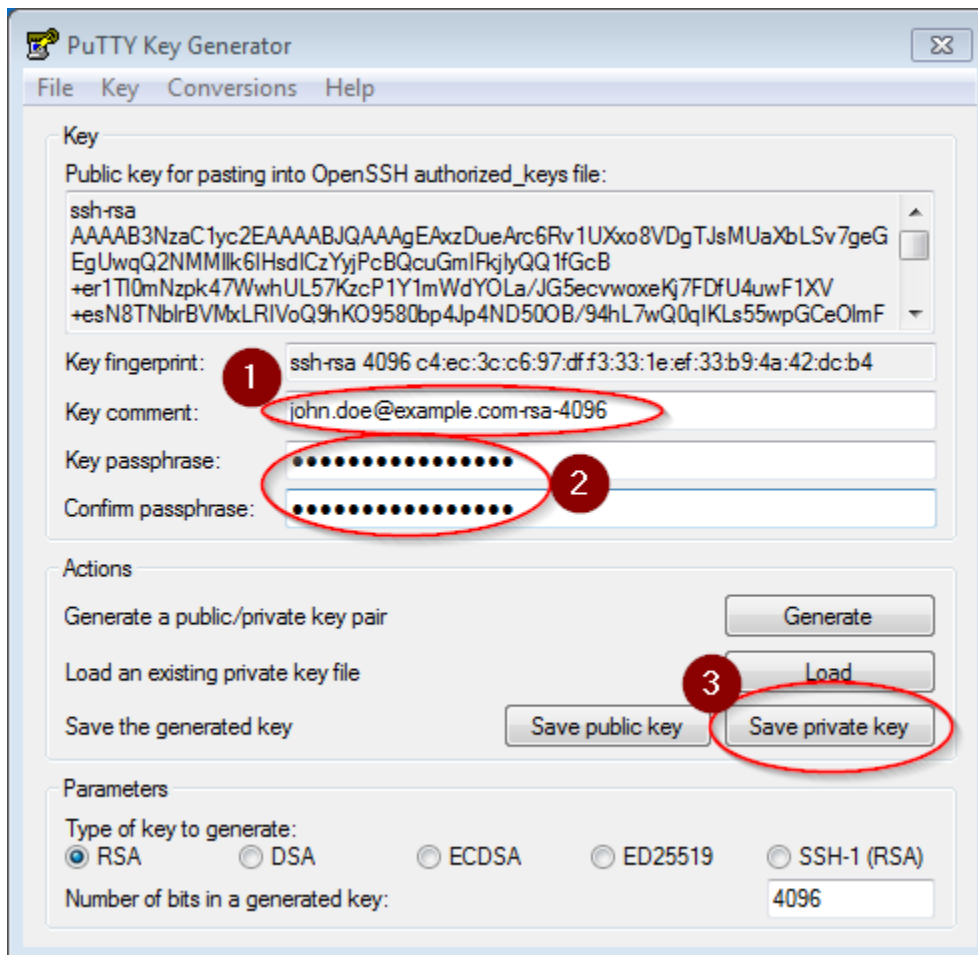 PuTTY Key Generator
File Key Conversions Help
Key
Public key for pasting into OpenSSH authorized_keys file:
ssh-rsa
AAAAB3NzaC1yc2EAAAABJQAAAgEAxzDueArc6Rv1UXxo8VDgTJsMUaXbLSv7geG
EgUwqQ2NMMIlk6IHsdICzYyjPcBQcuGmIFkjlyQQ1fGcB
+er1Tl0mNzpk47WwhUL57KzcP1Y1mWdYOLa/JG5ecvwoxeKj7FDfU4uwF1XV
+esN8TNblrBVMxLRlVoQ9hKO9580bp4Jp4ND50OB/94hL7wQ0qIKLs55wpGCeOlmF
Key fingerprint: ssh-rsa 4096 c4:ec:3c:c6:97:df:f3:33:1e:ef:33:b9:4a:42:dc:b4
1
Key comment: john.doe@example.com-rsa-4096
Key passphrase: ●●●●●●●●●●●●●●●●
2
Confirm passphrase: ●●●●●●●●●●●●●●●●
Actions
Generate a public/private key pair Generate
Load an existing private key file Load
3
Save the generated key Save public key Save private key
Parameters
Type of key to generate:
RSA DSA ECDSA ED25519 SSH-1 (RSA)
Number of bits in a generated key: 4096